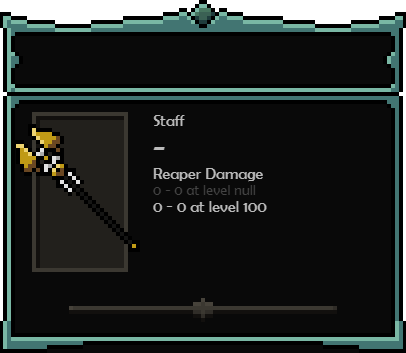 Staff
–
Reaper Damage
0 - 0 at level null
0 - 0 at level 100